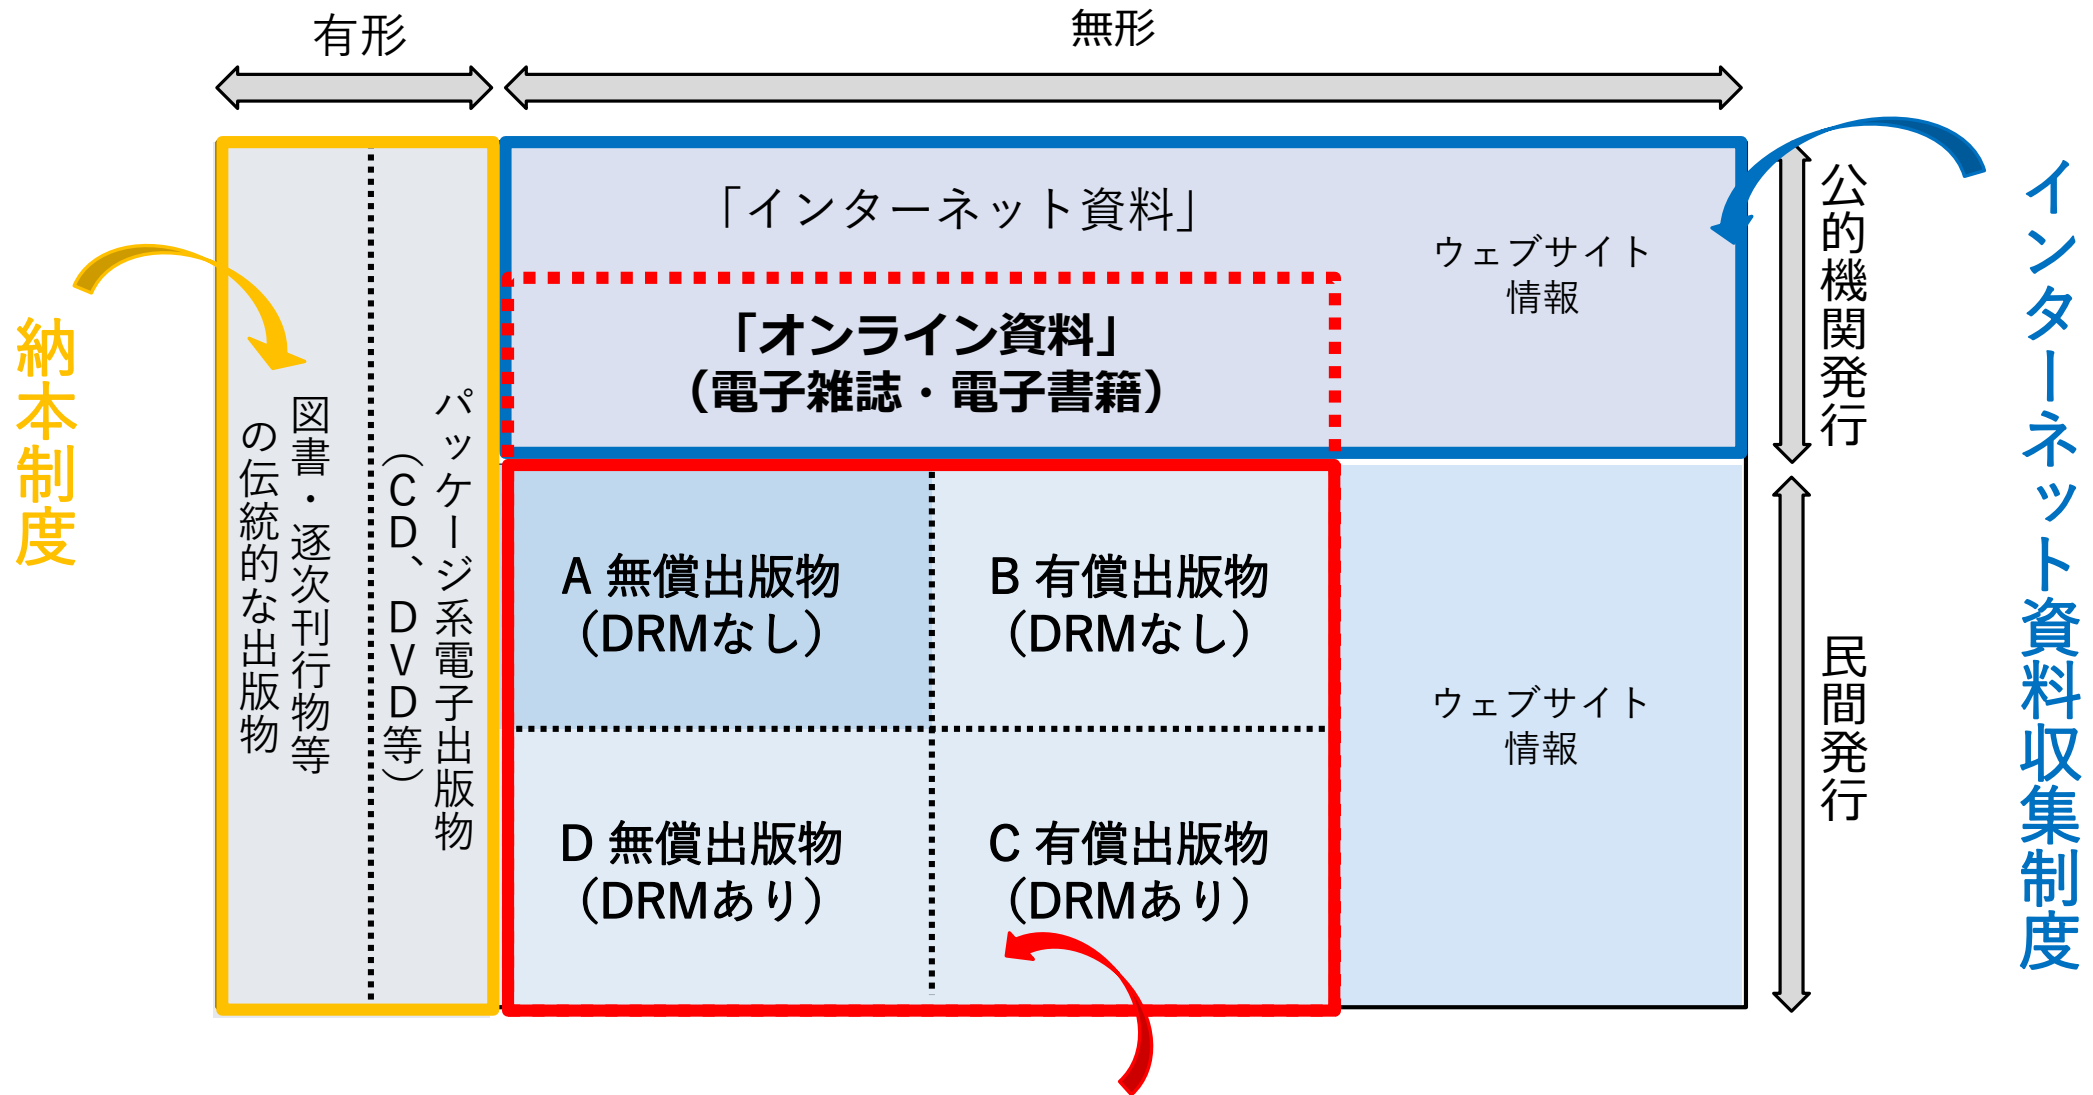 有形
無形
納本制度
図書・逐次刊行物等
の伝統的な出版物
パッケージ系電子出版物
（CD、DVD等）
「インターネット資料」
ウェブサイト
情報
「オンライン資料」
（電子雑誌・電子書籍）
A 無償出版物
（DRMなし）
B 有償出版物
（DRMなし）
D 無償出版物
（DRMあり）
C 有償出版物
（DRMあり）
ウェブサイト
情報
公的機関発行
民間発行
インターネット資料収集制度